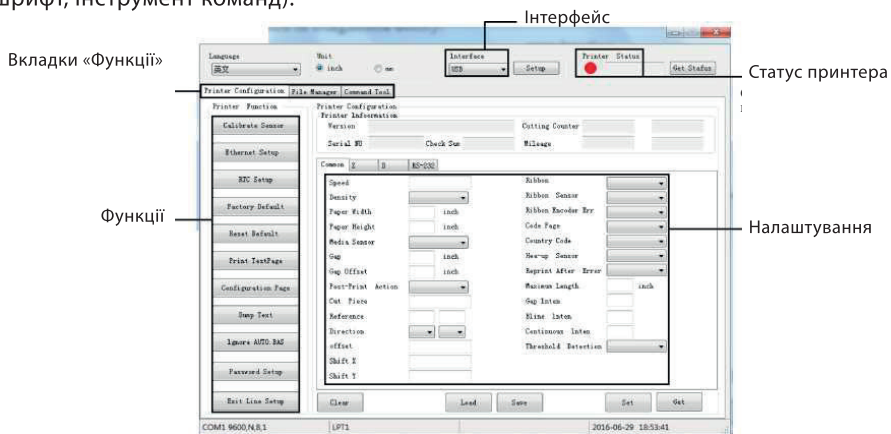 шрифт, інструмент команд).
Інтерфейс
Вкладки «Функції»
Статус принтера
Функції
Налаштування
Language
英文
Unit
inch
mm
Interface
USB
Setup
Printer Status
Get Status
Printer Configuration File Manager Command Tool
Printer Function
Calibrate Sensor
Ethernet Setup
RTC Setup
Factory Default
Reset Default
Print TestPage
Configuration Page
Dump Text
Ignore AUTO.BAS
Password Setup
Exit Line Setup
Printer Configuration
Printer Information
Version
Cutting Counter
Serial NO
Check Sum
Mileage
Common Z D RS-232
Speed
Density
Paper Width inch
Paper Height inch
Media Sensor
Gap inch
Gap Offset inch
Post-Print Action
Cut Piece
Reference
Direction
offset
Shift X
Shift Y
Ribbon
Ribbon Sensor
Ribbon Encoder Err
Code Page
Country Code
Head-up Sensor
Reprint After Error
Maximum Length inch
Gap Inten
Bline Inten
Continuous Inten
Threshold Detection
Clear
Load
Save
Set
Get
COM1 9600,N,8,1
LPT1
2016-06-29 18:53:41